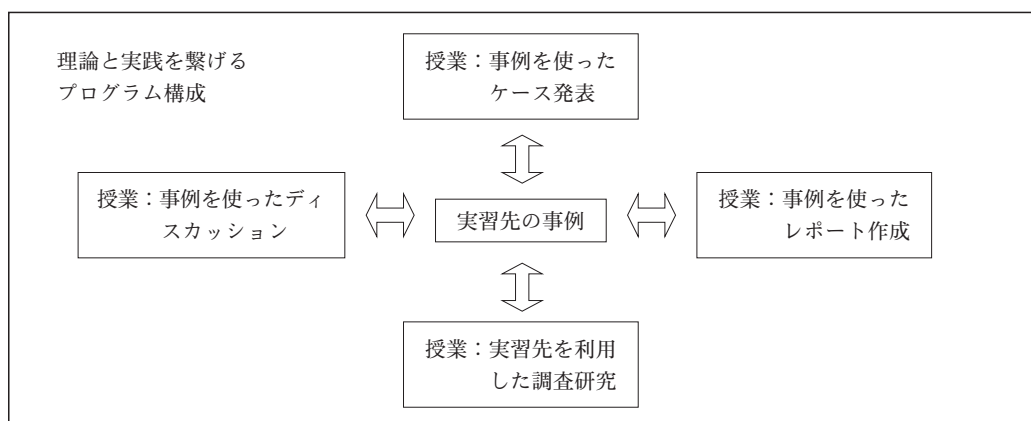 理論と実践を繋げる
プログラム構成
授業：事例を使った
ケース発表
授業：事例を使ったディ
スカッション
実習先の事例
授業：事例を使った
レポート作成
授業：実習先を利用
した調査研究